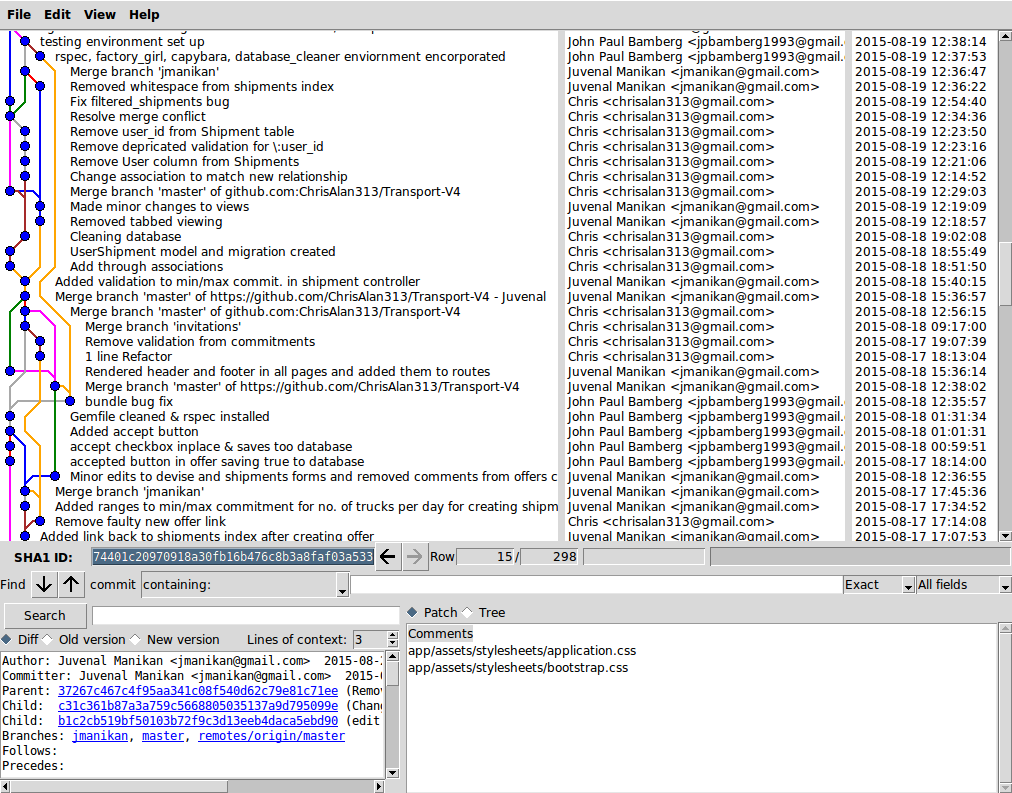 File Edit View Help
testing environment set up John Paul Bamberg <jpbamberg1993@gmail. 2015-08-19 12:38:14
rspec, factory_girl, capybara, database_cleaner enviornment encorporated John Paul Bamberg <jpbamberg1993@gmail. 2015-08-19 12:37:53
Merge branch 'jmanikan' Juvenal Manikan <jmanikan@gmail.com> 2015-08-19 12:36:47
Removed whitespace from shipments index Juvenal Manikan <jmanikan@gmail.com> 2015-08-19 12:36:22
Fix filtered_shipments bug Chris <chrisalan313@gmail.com> 2015-08-19 12:54:40
Resolve merge conflict Chris <chrisalan313@gmail.com> 2015-08-19 12:34:36
Remove user_id from Shipment table Chris <chrisalan313@gmail.com> 2015-08-19 12:23:50
Remove depricated validation for \:user_id Chris <chrisalan313@gmail.com> 2015-08-19 12:23:16
Remove User column from Shipments Chris <chrisalan313@gmail.com> 2015-08-19 12:21:06
Change association to match new relationship Chris <chrisalan313@gmail.com> 2015-08-19 12:14:52
Merge branch 'master' of github.com:ChrisAlan313/Transport-V4 Chris <chrisalan313@gmail.com> 2015-08-19 12:29:03
Made minor changes to views Juvenal Manikan <jmanikan@gmail.com> 2015-08-19 12:19:09
Removed tabbed viewing Juvenal Manikan <jmanikan@gmail.com> 2015-08-19 12:18:57
Cleaning database Chris <chrisalan313@gmail.com> 2015-08-18 19:02:08
UserShipment model and migration created Chris <chrisalan313@gmail.com> 2015-08-18 18:55:49
Add through associations Chris <chrisalan313@gmail.com> 2015-08-18 18:51:50
Added validation to min/max commit. in shipment controller Juvenal Manikan <jmanikan@gmail.com> 2015-08-18 15:40:15
Merge branch 'master' of https://github.com/ChrisAlan313/Transport-V4 - Juvenal Juvenal Manikan <jmanikan@gmail.com> 2015-08-18 15:36:57
Merge branch 'master' of github.com:ChrisAlan313/Transport-V4 Chris <chrisalan313@gmail.com> 2015-08-18 12:56:15
Merge branch 'invitations' Chris <chrisalan313@gmail.com> 2015-08-18 09:17:00
Remove validation from commitments Chris <chrisalan313@gmail.com> 2015-08-17 19:07:39
1 line Refactor Chris <chrisalan313@gmail.com> 2015-08-17 18:13:04
Rendered header and footer in all pages and added them to routes Juvenal Manikan <jmanikan@gmail.com> 2015-08-18 15:36:14
Merge branch 'master' of https://github.com/ChrisAlan313/Transport-V4 Juvenal Manikan <jmanikan@gmail.com> 2015-08-18 12:38:02
bundle bug fix John Paul Bamberg <jpbamberg1993@gmail. 2015-08-18 12:35:57
Gemfile cleaned & rspec installed John Paul Bamberg <jpbamberg1993@gmail. 2015-08-18 01:31:34
Added accept button John Paul Bamberg <jpbamberg1993@gmail. 2015-08-18 01:01:31
accept checkbox inplace & saves too database John Paul Bamberg <jpbamberg1993@gmail. 2015-08-18 00:59:51
accepted button in offer saving true to database John Paul Bamberg <jpbamberg1993@gmail. 2015-08-17 18:14:00
Minor edits to devise and shipments forms and removed comments from offers c Juvenal Manikan <jmanikan@gmail.com> 2015-08-18 12:36:55
Merge branch 'jmanikan' Juvenal Manikan <jmanikan@gmail.com> 2015-08-17 17:45:36
Added ranges to min/max commitment for no. of trucks per day for creating shipm Juvenal Manikan <jmanikan@gmail.com> 2015-08-17 17:34:52
Remove faulty new offer link Chris <chrisalan313@gmail.com> 2015-08-17 17:14:08
Added link back to shipments index after creating offer Juvenal Manikan <jmanikan@gmail.com> 2015-08-17 17:07:53
SHA1 ID: 74401c20970918a30fb16b476c8b3a8faf03a533 Row 15 / 298
Find commit containing: Exact All fields
Search Patch Tree
Diff Old version New version Lines of context: 3
Comments
app/assets/stylesheets/application.css
app/assets/stylesheets/bootstrap.css
Author: Juvenal Manikan <jmanikan@gmail.com> 2015-08-
Committer: Juvenal Manikan <jmanikan@gmail.com> 2015-
Parent: 37267c467c4f95aa341c08f540d62c79e81c71ee (Remo
Child: c31c361b87a3a759c5668805035137a9d795099e (Chan
Child: b1c2cb519bf50103b72f9c3d13eeb4daca5ebd90 (edit
Branches: jmanikan, master, remotes/origin/master
Follows:
Precedes: